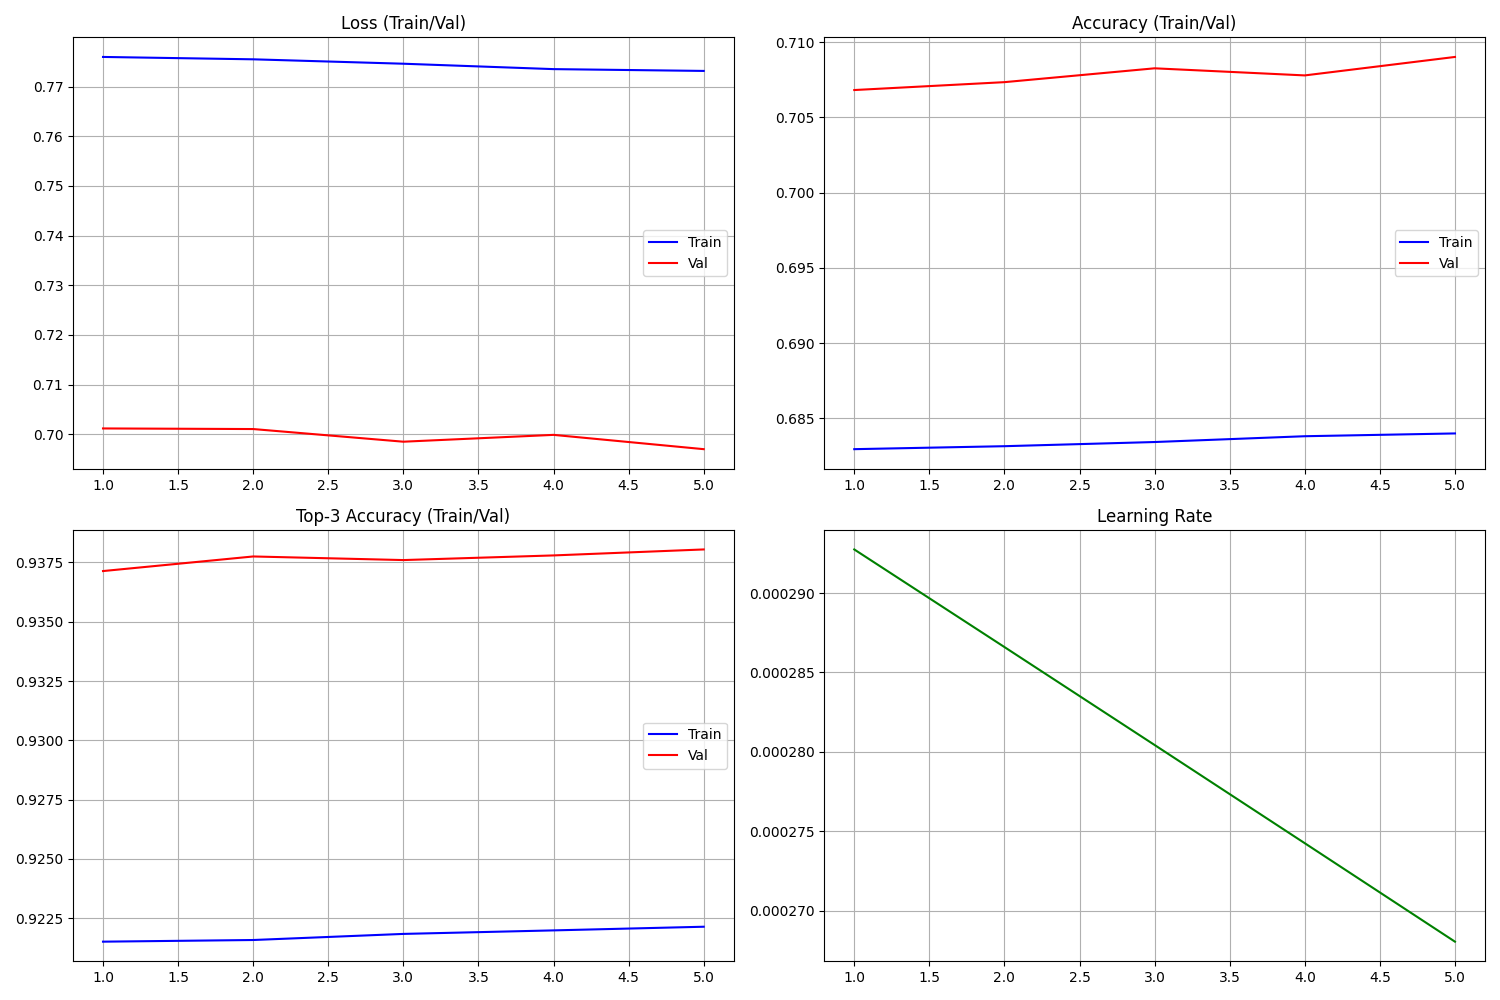 Loss (Train/Val)
0.77
0.76
0.75
0.74
0.73
0.72
0.71
0.70
Train
Val
1.0 1.5 2.0 2.5 3.0 3.5 4.0 4.5 5.0
Accuracy (Train/Val)
0.710
0.705
0.700
0.695
0.690
0.685
Train
Val
1.0 1.5 2.0 2.5 3.0 3.5 4.0 4.5 5.0
Top-3 Accuracy (Train/Val)
0.9375
0.9350
0.9325
0.9300
0.9275
0.9250
0.9225
Train
Val
1.0 1.5 2.0 2.5 3.0 3.5 4.0 4.5 5.0
Learning Rate
0.000290
0.000285
0.000280
0.000275
0.000270
1.0 1.5 2.0 2.5 3.0 3.5 4.0 4.5 5.0